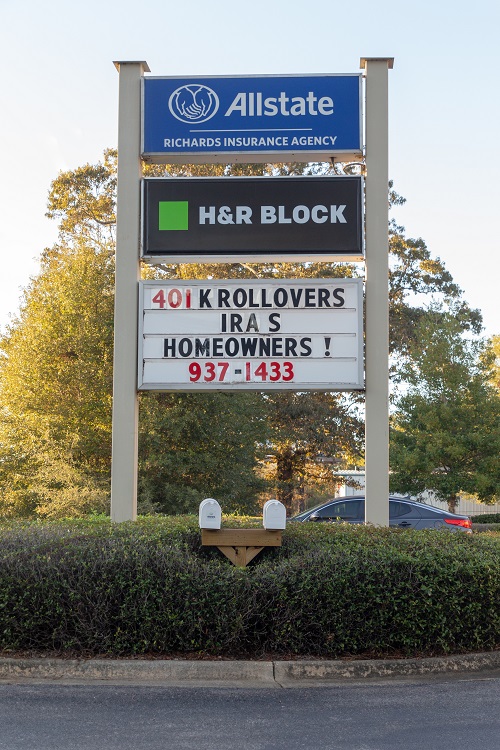 Allstate
RICHARDS INSURANCE AGENCY
H&R BLOCK
401 K ROLLOVERS
IRA S
HOMEOWNERS !
937-1433